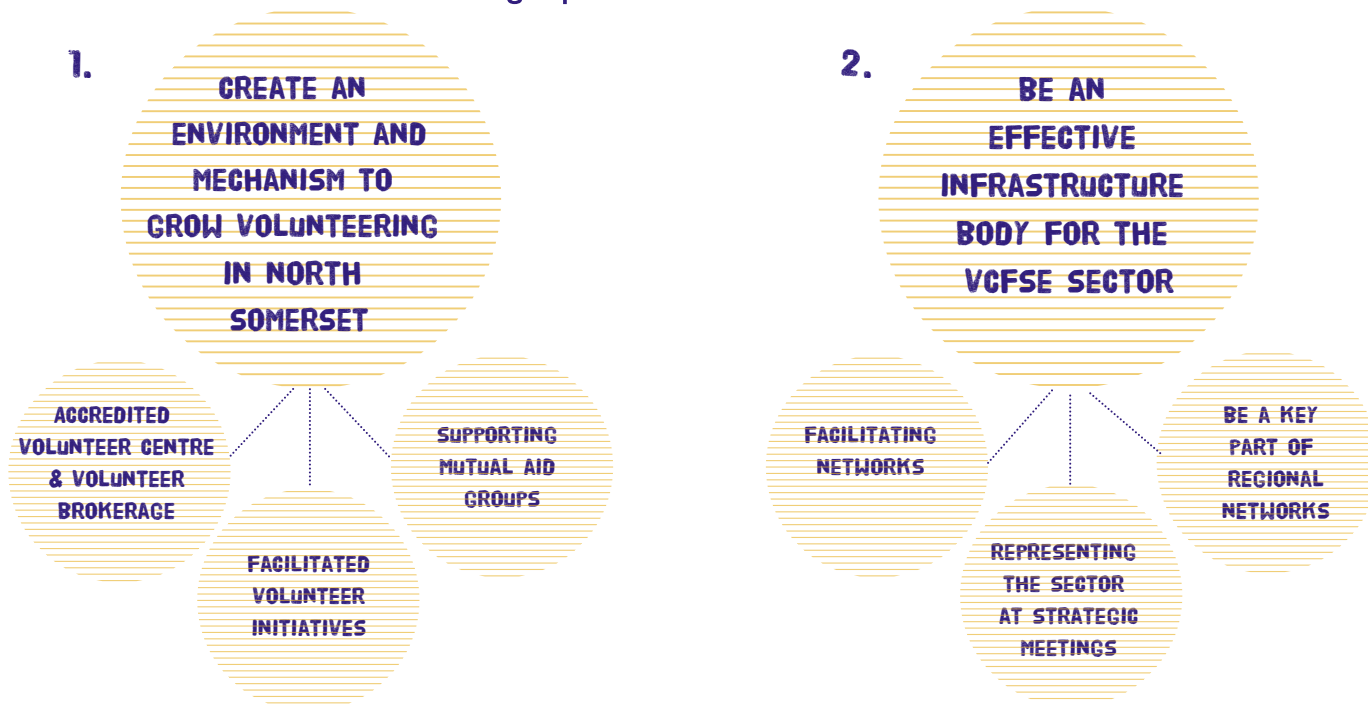 1.
CREATE AN
ENVIRONMENT AND
MECHANISM TO
GROW VOLUNTEERING
IN NORTH
SOMERSET
ACCREDITED
VOLUNTEER CENTRE
& VOLUNTEER
BROKERAGE
FACILITATED
VOLUNTEER
INITIATIVES
SUPPORTING
MUTUAL AID
GROUPS
2.
BE AN
EFFECTIVE
INFRASTRUCTURE
BODY FOR THE
VCFSE SECTOR
FACILITATING
NETWORKS
REPRESENTING
THE SECTOR
AT STRATEGIC
MEETINGS
BE A KEY
PART OF
REGIONAL
NETWORKS